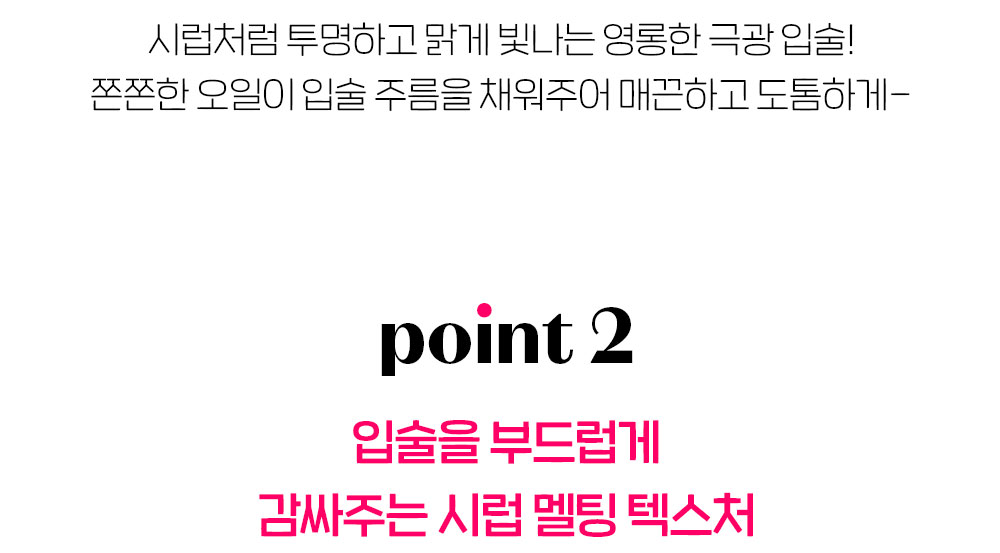 시럽처럼 투명하고 맑게 빛나는 영롱한 극광 입술!
쫀쫀한 오일이 입술 주름을 채워주어 매끈하고 도톰하게-
point 2
입술을 부드럽게
감싸주는 시럽 멜팅 텍스처